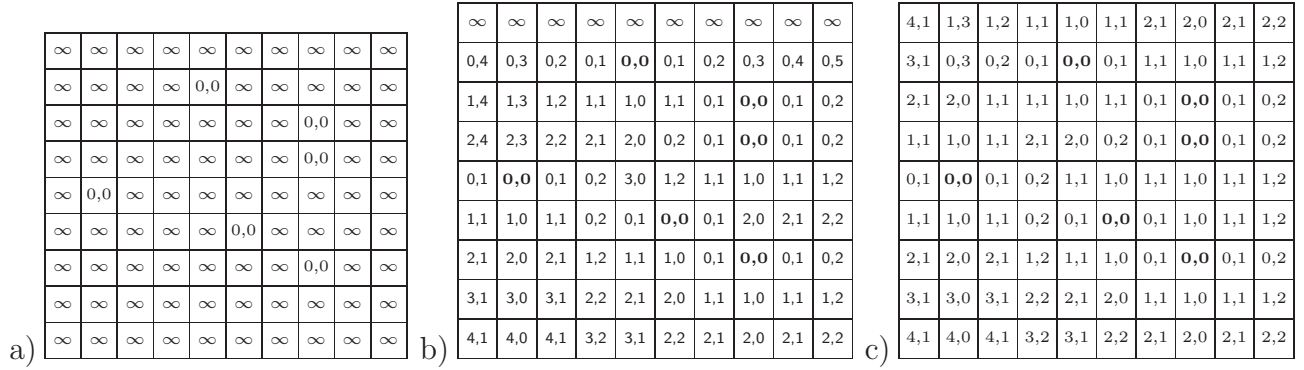 ∞ ∞ ∞ ∞ ∞ ∞ ∞ ∞ ∞ ∞
∞ ∞ ∞ ∞ 0,0 ∞ ∞ ∞ ∞ ∞
∞ ∞ ∞ ∞ ∞ ∞ ∞ 0,0 ∞ ∞
∞ ∞ ∞ ∞ ∞ ∞ ∞ 0,0 ∞ ∞
∞ 0,0 ∞ ∞ ∞ ∞ ∞ ∞ ∞ ∞
∞ ∞ ∞ ∞ ∞ 0,0 ∞ ∞ ∞ ∞
∞ ∞ ∞ ∞ ∞ ∞ ∞ 0,0 ∞ ∞
∞ ∞ ∞ ∞ ∞ ∞ ∞ ∞ ∞ ∞
a) ∞ ∞ ∞ ∞ ∞ ∞ ∞ ∞ ∞ ∞
∞ ∞ ∞ ∞ ∞ ∞ ∞ ∞ ∞ ∞
0,4 0,3 0,2 0,1 0,0 0,1 0,2 0,3 0,4 0,5
1,4 1,3 1,2 1,1 1,0 1,1 0,1 0,0 0,1 0,2
2,4 2,3 2,2 2,1 2,0 0,2 0,1 0,0 0,1 0,2
0,1 0,0 0,1 0,2 3,0 1,2 1,1 1,0 1,1 1,2
1,1 1,0 1,1 0,2 0,1 0,0 0,1 2,0 2,1 2,2
2,1 2,0 2,1 1,2 1,1 1,0 0,1 0,0 0,1 0,2
3,1 3,0 3,1 2,2 2,1 2,0 1,1 1,0 1,1 1,2
b) 4,1 4,0 4,1 3,2 3,1 2,2 2,1 2,0 2,1 2,2
4,1 1,3 1,2 1,1 1,0 1,1 2,1 2,0 2,1 2,2
3,1 0,3 0,2 0,1 0,0 0,1 1,1 1,0 1,1 1,2
2,1 2,0 1,1 1,1 1,0 1,1 0,1 0,0 0,1 0,2
1,1 1,0 1,1 2,1 2,0 0,2 0,1 0,0 0,1 0,2
0,1 0,0 0,1 0,2 1,1 1,0 1,1 1,0 1,1 1,2
1,1 1,0 1,1 0,2 0,1 0,0 0,1 1,0 1,1 1,2
2,1 2,0 2,1 1,2 1,1 1,0 0,1 0,0 0,1 0,2
3,1 3,0 3,1 2,2 2,1 2,0 1,1 1,0 1,1 1,2
c) 4,1 4,0 4,1 3,2 3,1 2,2 2,1 2,0 2,1 2,2